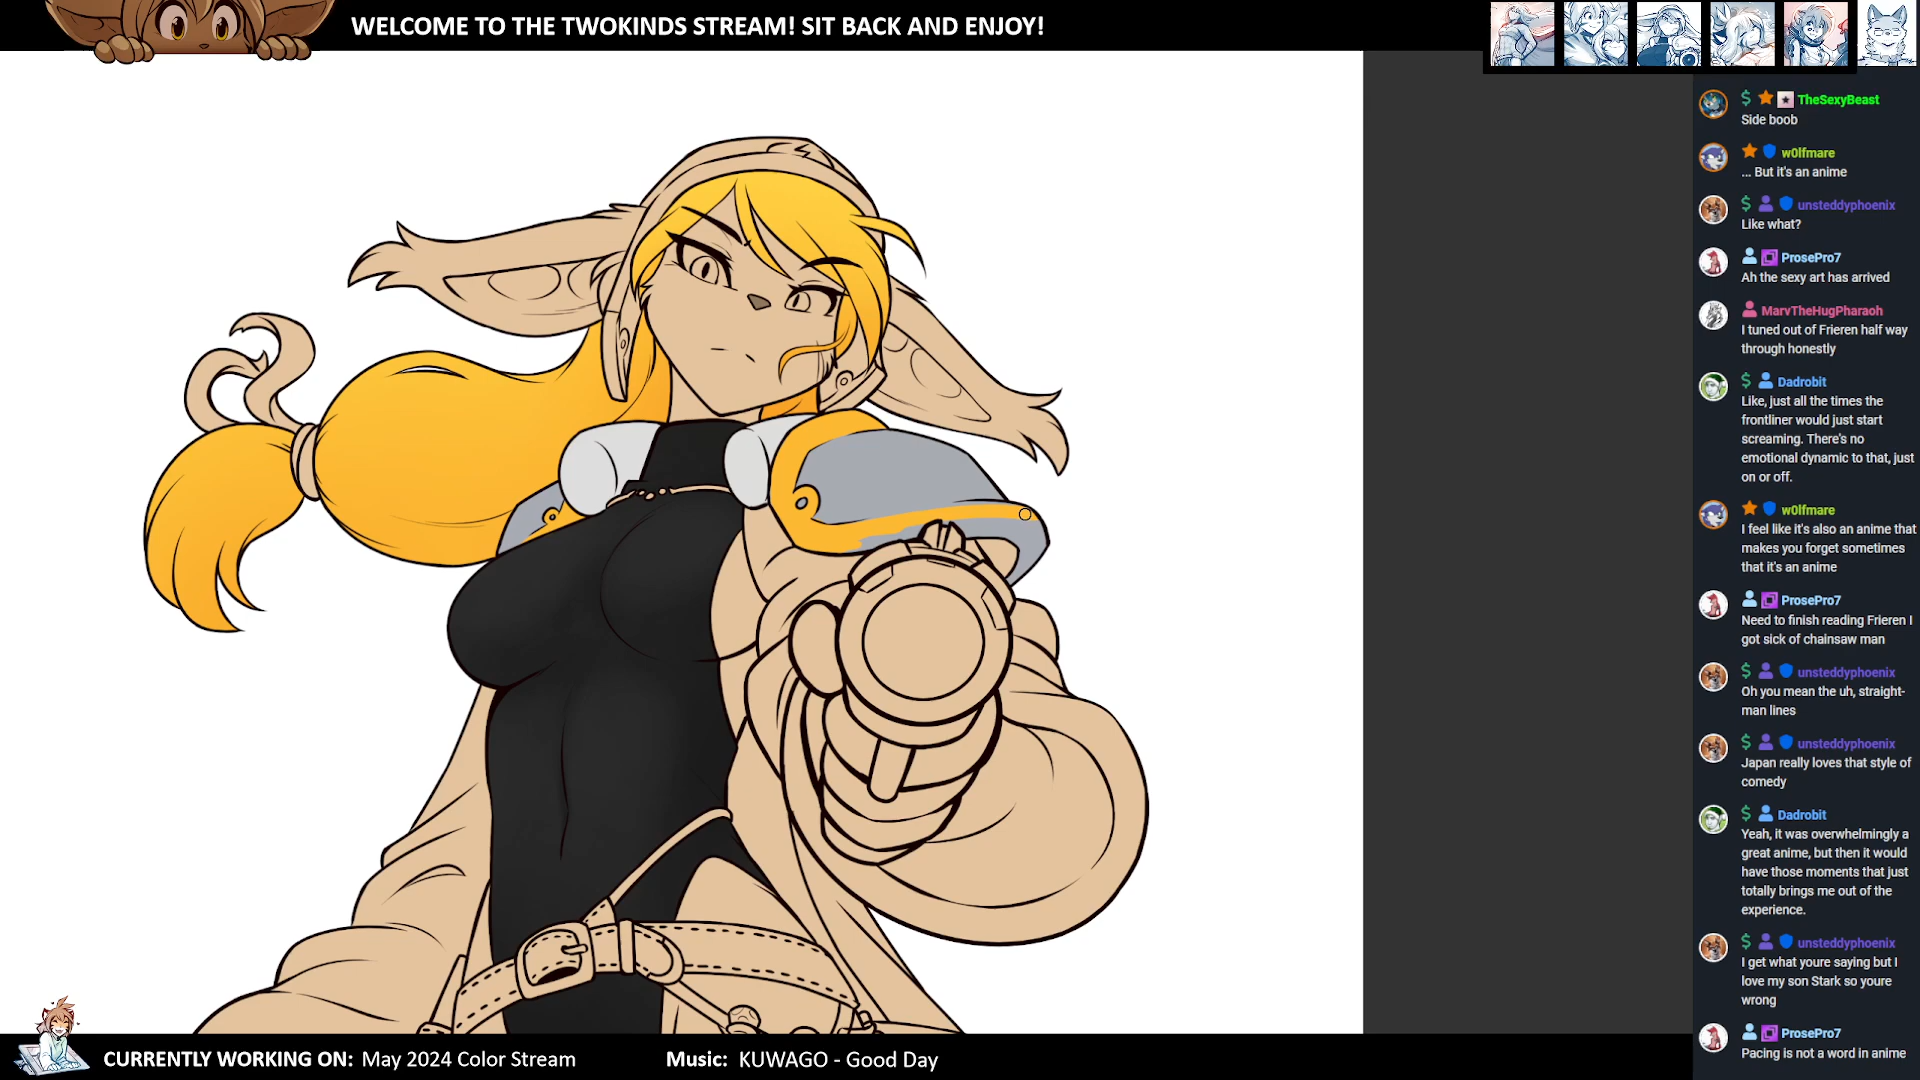 WELCOME TO THE TWOKINDS STREAM! SIT BACK AND ENJOY!
TheSexyBeast
Side boob
w0lfmare
... But it's an anime
unsteddyphoenix
Like what?
ProsePro7
Ah the sexy art has arrived
MarvTheHugPharaoh
I tuned out of Frieren half way
through honestly
Dadrobit
Like, just all the times the
frontliner would just start
screaming. There's no
emotional dynamic to that, just
on or off.
w0lfmare
I feel like it's also an anime that
makes you forget sometimes
that it's an anime
ProsePro7
Need to finish reading Frieren I
got sick of chainsaw man
unsteddyphoenix
Oh you mean the uh, straight-
man lines
unsteddyphoenix
Japan really loves that style of
comedy
Dadrobit
Yeah, it was overwhelmingly a
great anime, but then it would
have those moments that just
totally brings me out of the
experience.
unsteddyphoenix
I get what youre saying but I
love my son Stark so youre
wrong
ProsePro7
Pacing is not a word in anime
CURRENTLY WORKING ON: May 2024 Color Stream
Music: KUWAGO - Good Day